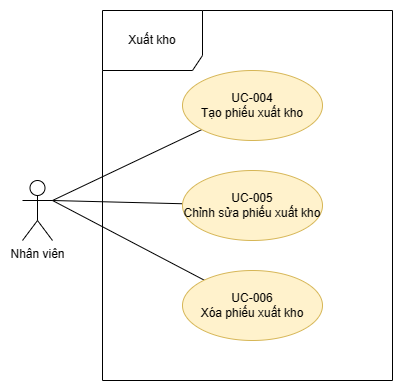 Xuất kho
UC-004
Tạo phiếu xuất kho
UC-005
Chỉnh sửa phiếu xuất kho
Nhân viên
UC-006
Xóa phiếu xuất kho